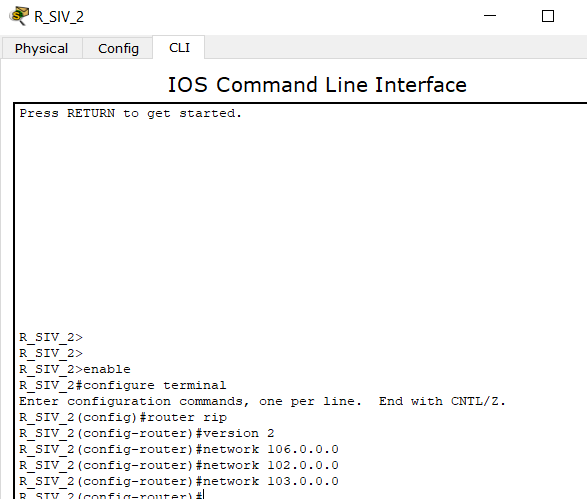 R_SIV_2
Physical Config CLI
IOS Command Line Interface
Press RETURN to get started.
R_SIV_2>
R_SIV_2>
R_SIV_2>enable
R_SIV_2#configure terminal
Enter configuration commands, one per line.  End with CNTL/Z.
R_SIV_2(config)#router rip
R_SIV_2(config-router)#version 2
R_SIV_2(config-router)#network 106.0.0.0
R_SIV_2(config-router)#network 102.0.0.0
R_SIV_2(config-router)#network 103.0.0.0
R_SIV_2(config-router)#